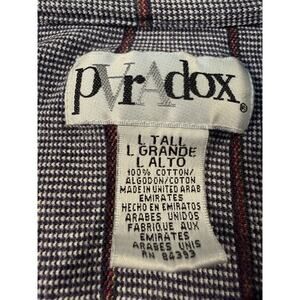 pARAdox®
L TALL
L GRANDE
L ALTO
100% COTTON/
ALGODON/COTON
MADE IN UNITED ARAB
EMIRATES
HECHO EN EMIRATOS
ARABES UNIDOS
FABRIQUE AUX
EMIRATES
ARABES UNIS
RN 84393